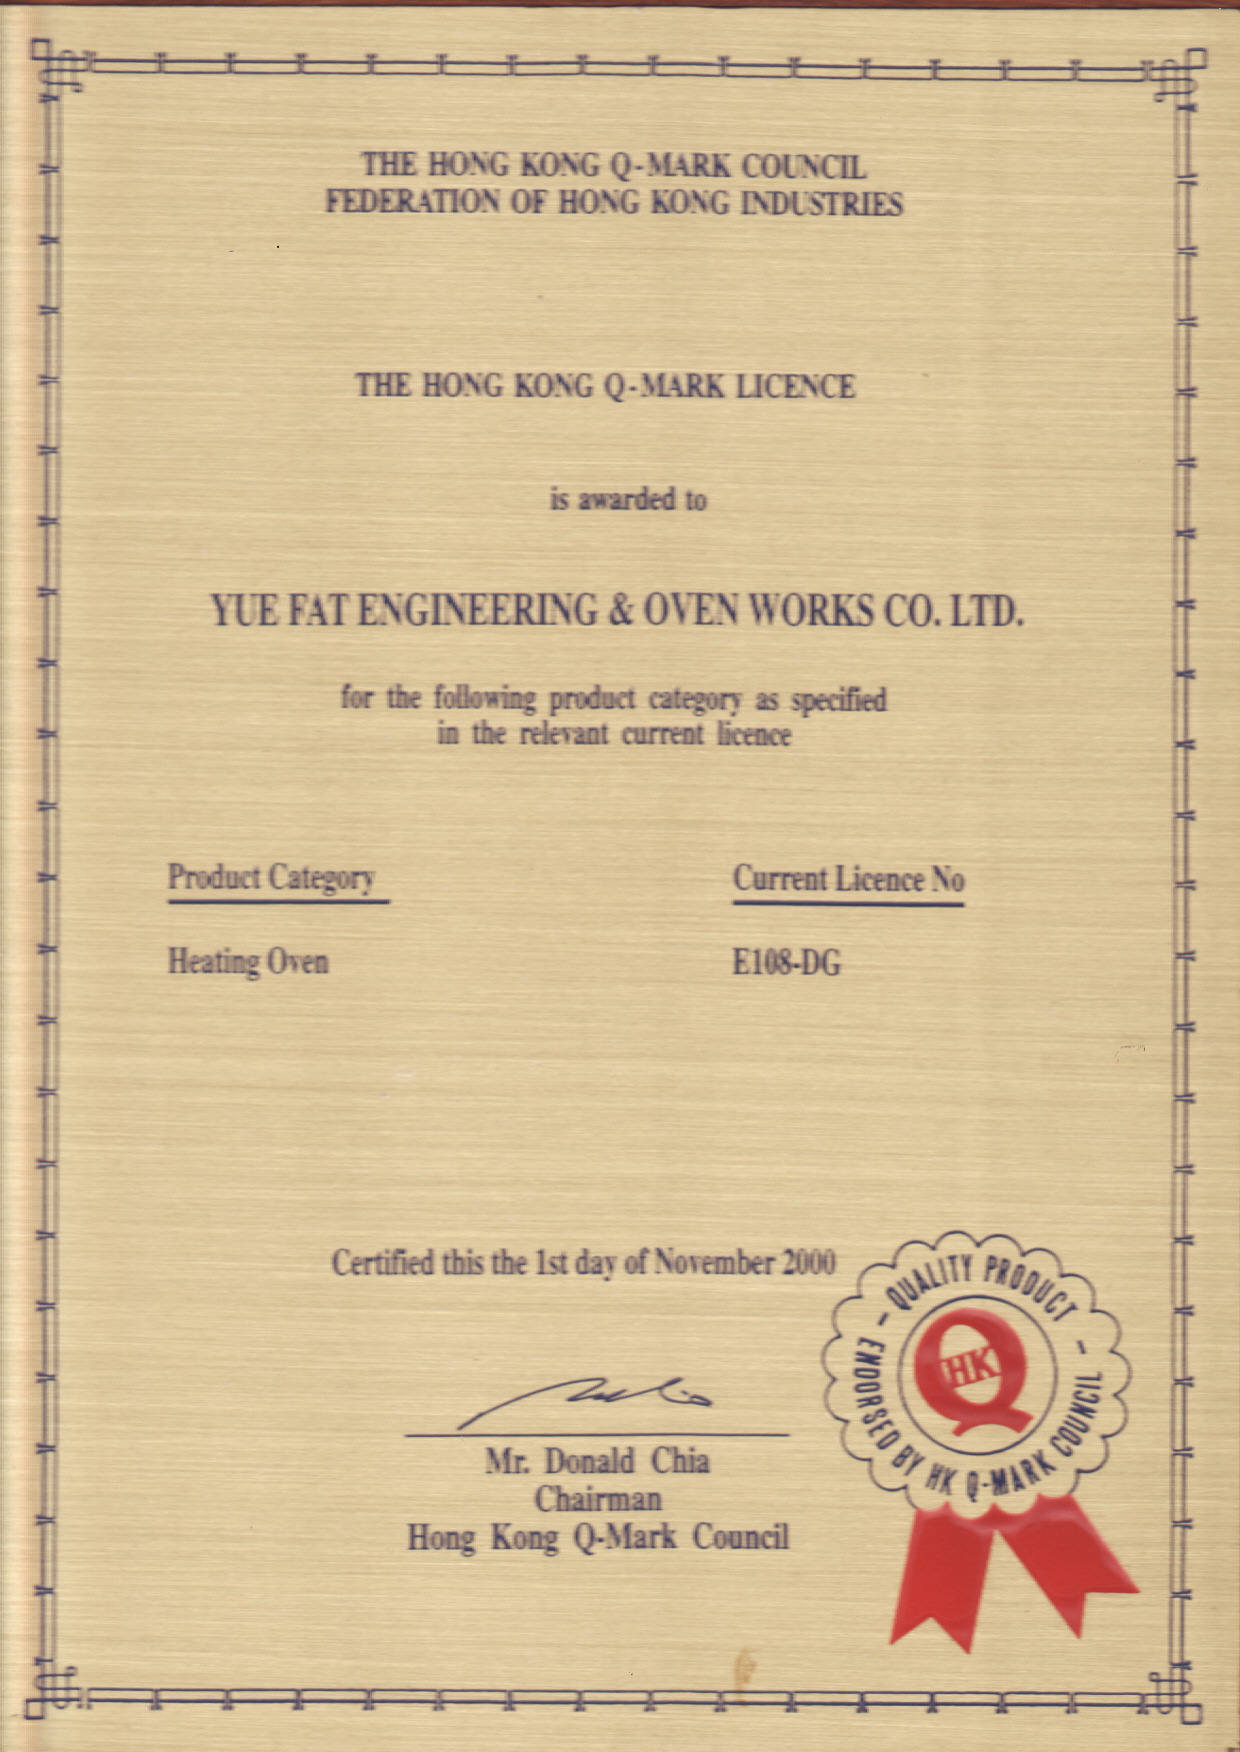 THE HONG KONG Q-MARK COUNCIL
FEDERATION OF HONG KONG INDUSTRIES
THE HONG KONG Q-MARK LICENCE
is awarded to
YUE FAT ENGINEERING & OVEN WORKS CO. LTD.
for the following product category as specified
in the relevant current licence
Product Category
Current Licence No
Heating Oven
E108-DG
Certified this the 1st day of November 2000
Mr. Donald Chia
Chairman
Hong Kong Q-Mark Council
- QUALITY PRODUCT -
ENDORSED BY HK Q-MARK COUNCIL
Q HK